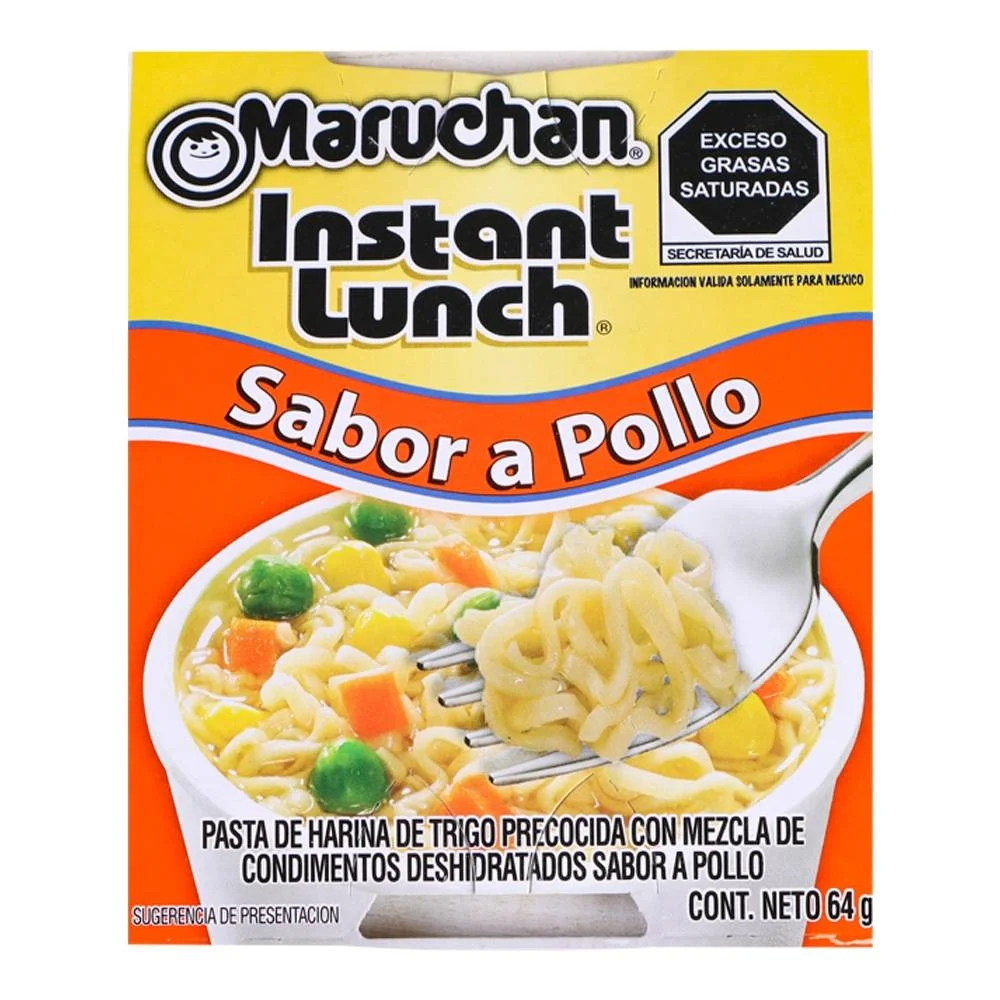 Maruchan®
Instant
Lunch®
EXCESO
GRASAS
SATURADAS
SECRETARÍA DE SALUD
INFORMACION VALIDA SOLAMENTE PARA MEXICO
Sabor a Pollo
PASTA DE HARINA DE TRIGO PRECOCIDA CON MEZCLA DE
CONDIMENTOS DESHIDRATADOS SABOR A POLLO
SUGERENCIA DE PRESENTACION
CONT. NETO 64 g